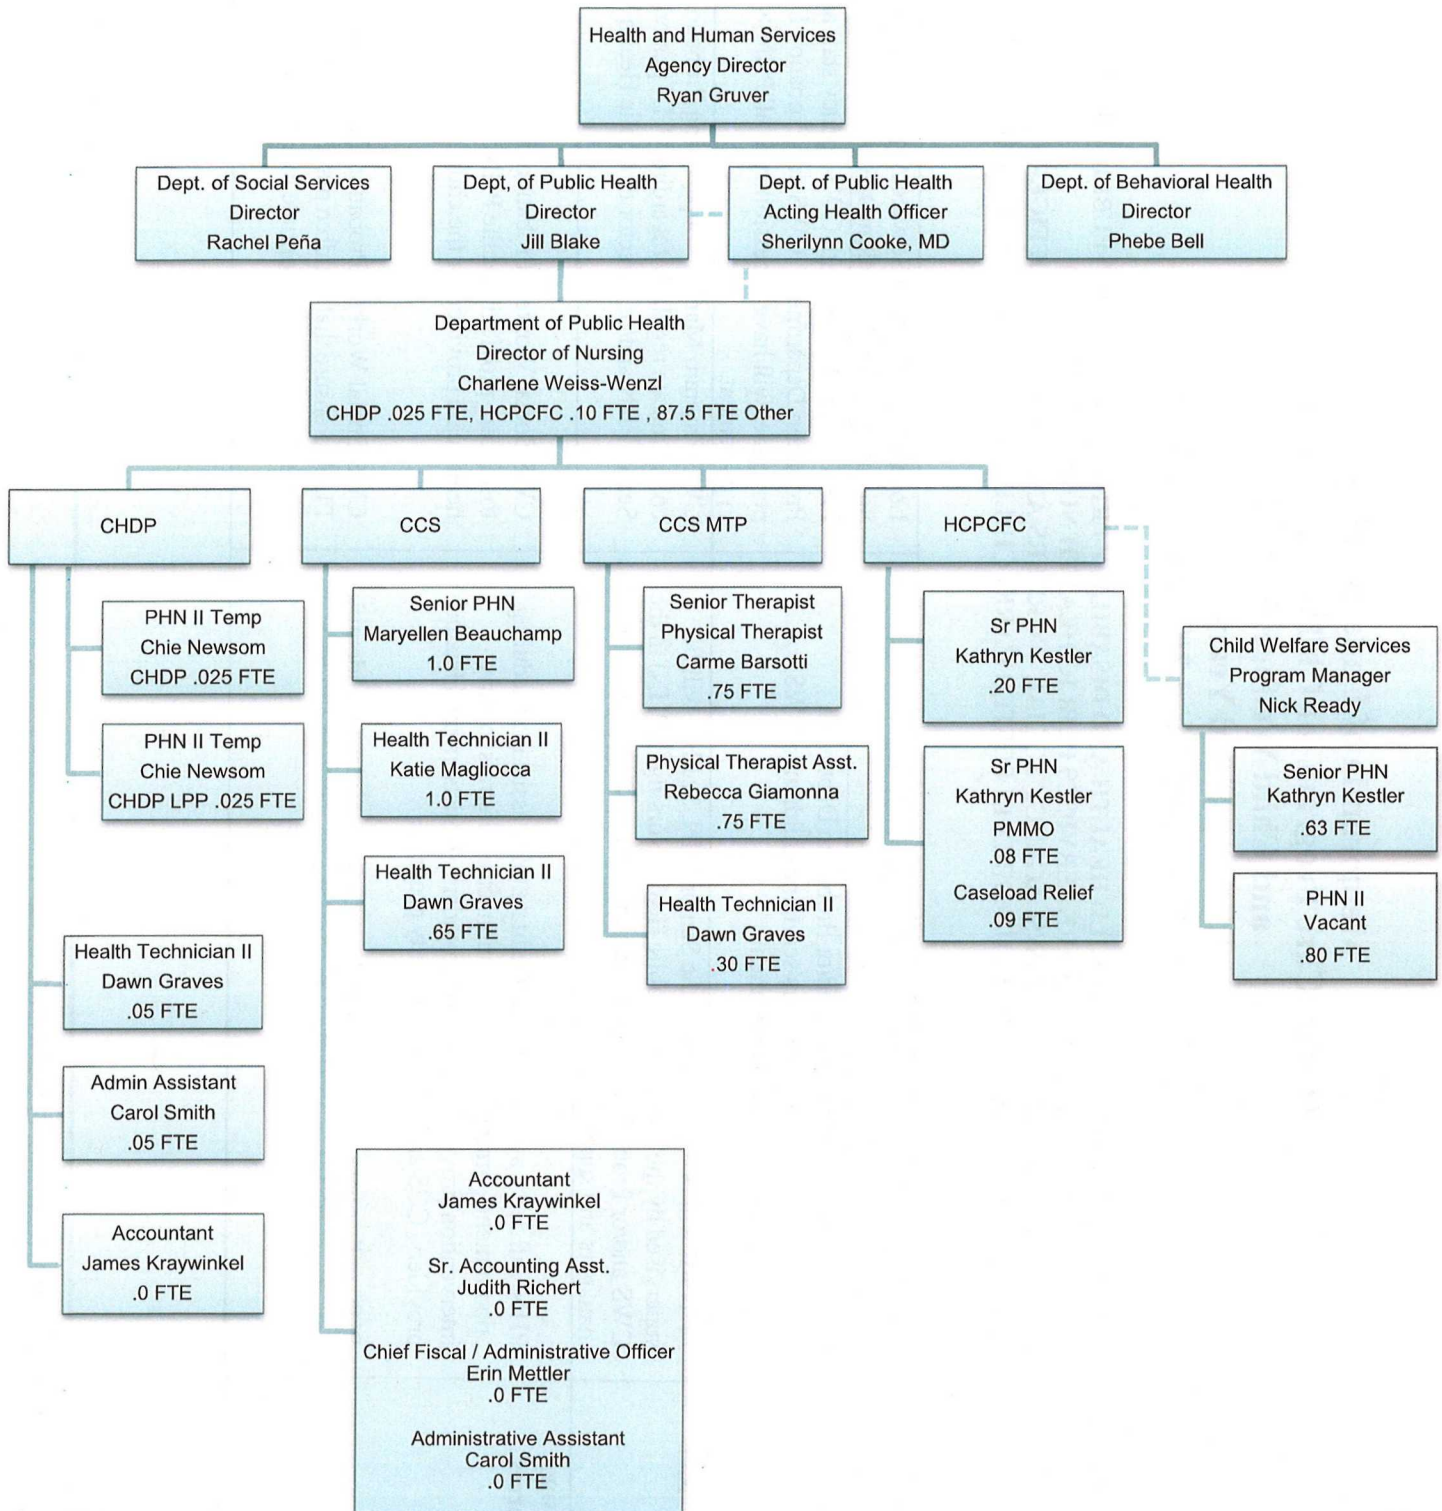 Health and Human Services
Agency Director
Ryan Gruver
Dept. of Social Services
Director
Rachel Peña
Dept, of Public Health
Director
Jill Blake
Dept. of Public Health
Acting Health Officer
Sherilynn Cooke, MD
Dept. of Behavioral Health
Director
Phebe Bell
Department of Public Health
Director of Nursing
Charlene Weiss-Wenzl
CHDP .025 FTE, HCPCFC .10 FTE , 87.5 FTE Other
CHDP
PHN II Temp
Chie Newsom
CHDP .025 FTE
PHN II Temp
Chie Newsom
CHDP LPP .025 FTE
Health Technician II
Dawn Graves
.05 FTE
Admin Assistant
Carol Smith
.05 FTE
Accountant
James Kraywinkel
.0 FTE
CCS
Senior PHN
Maryellen Beauchamp
1.0 FTE
Health Technician II
Katie Magliocca
1.0 FTE
Health Technician II
Dawn Graves
.65 FTE
Accountant
James Kraywinkel
.0 FTE
Sr. Accounting Asst.
Judith Richert
.0 FTE
Chief Fiscal / Administrative Officer
Erin Mettler
.0 FTE
Administrative Assistant
Carol Smith
.0 FTE
CCS MTP
Senior Therapist
Physical Therapist
Carme Barsotti
.75 FTE
Physical Therapist Asst.
Rebecca Giamonna
.75 FTE
Health Technician II
Dawn Graves
.30 FTE
HCPCFC
Sr PHN
Kathryn Kestler
.20 FTE
Sr PHN
Kathryn Kestler
PMMO
.08 FTE
Caseload Relief
.09 FTE
Child Welfare Services
Program Manager
Nick Ready
Senior PHN
Kathryn Kestler
.63 FTE
PHN II
Vacant
.80 FTE